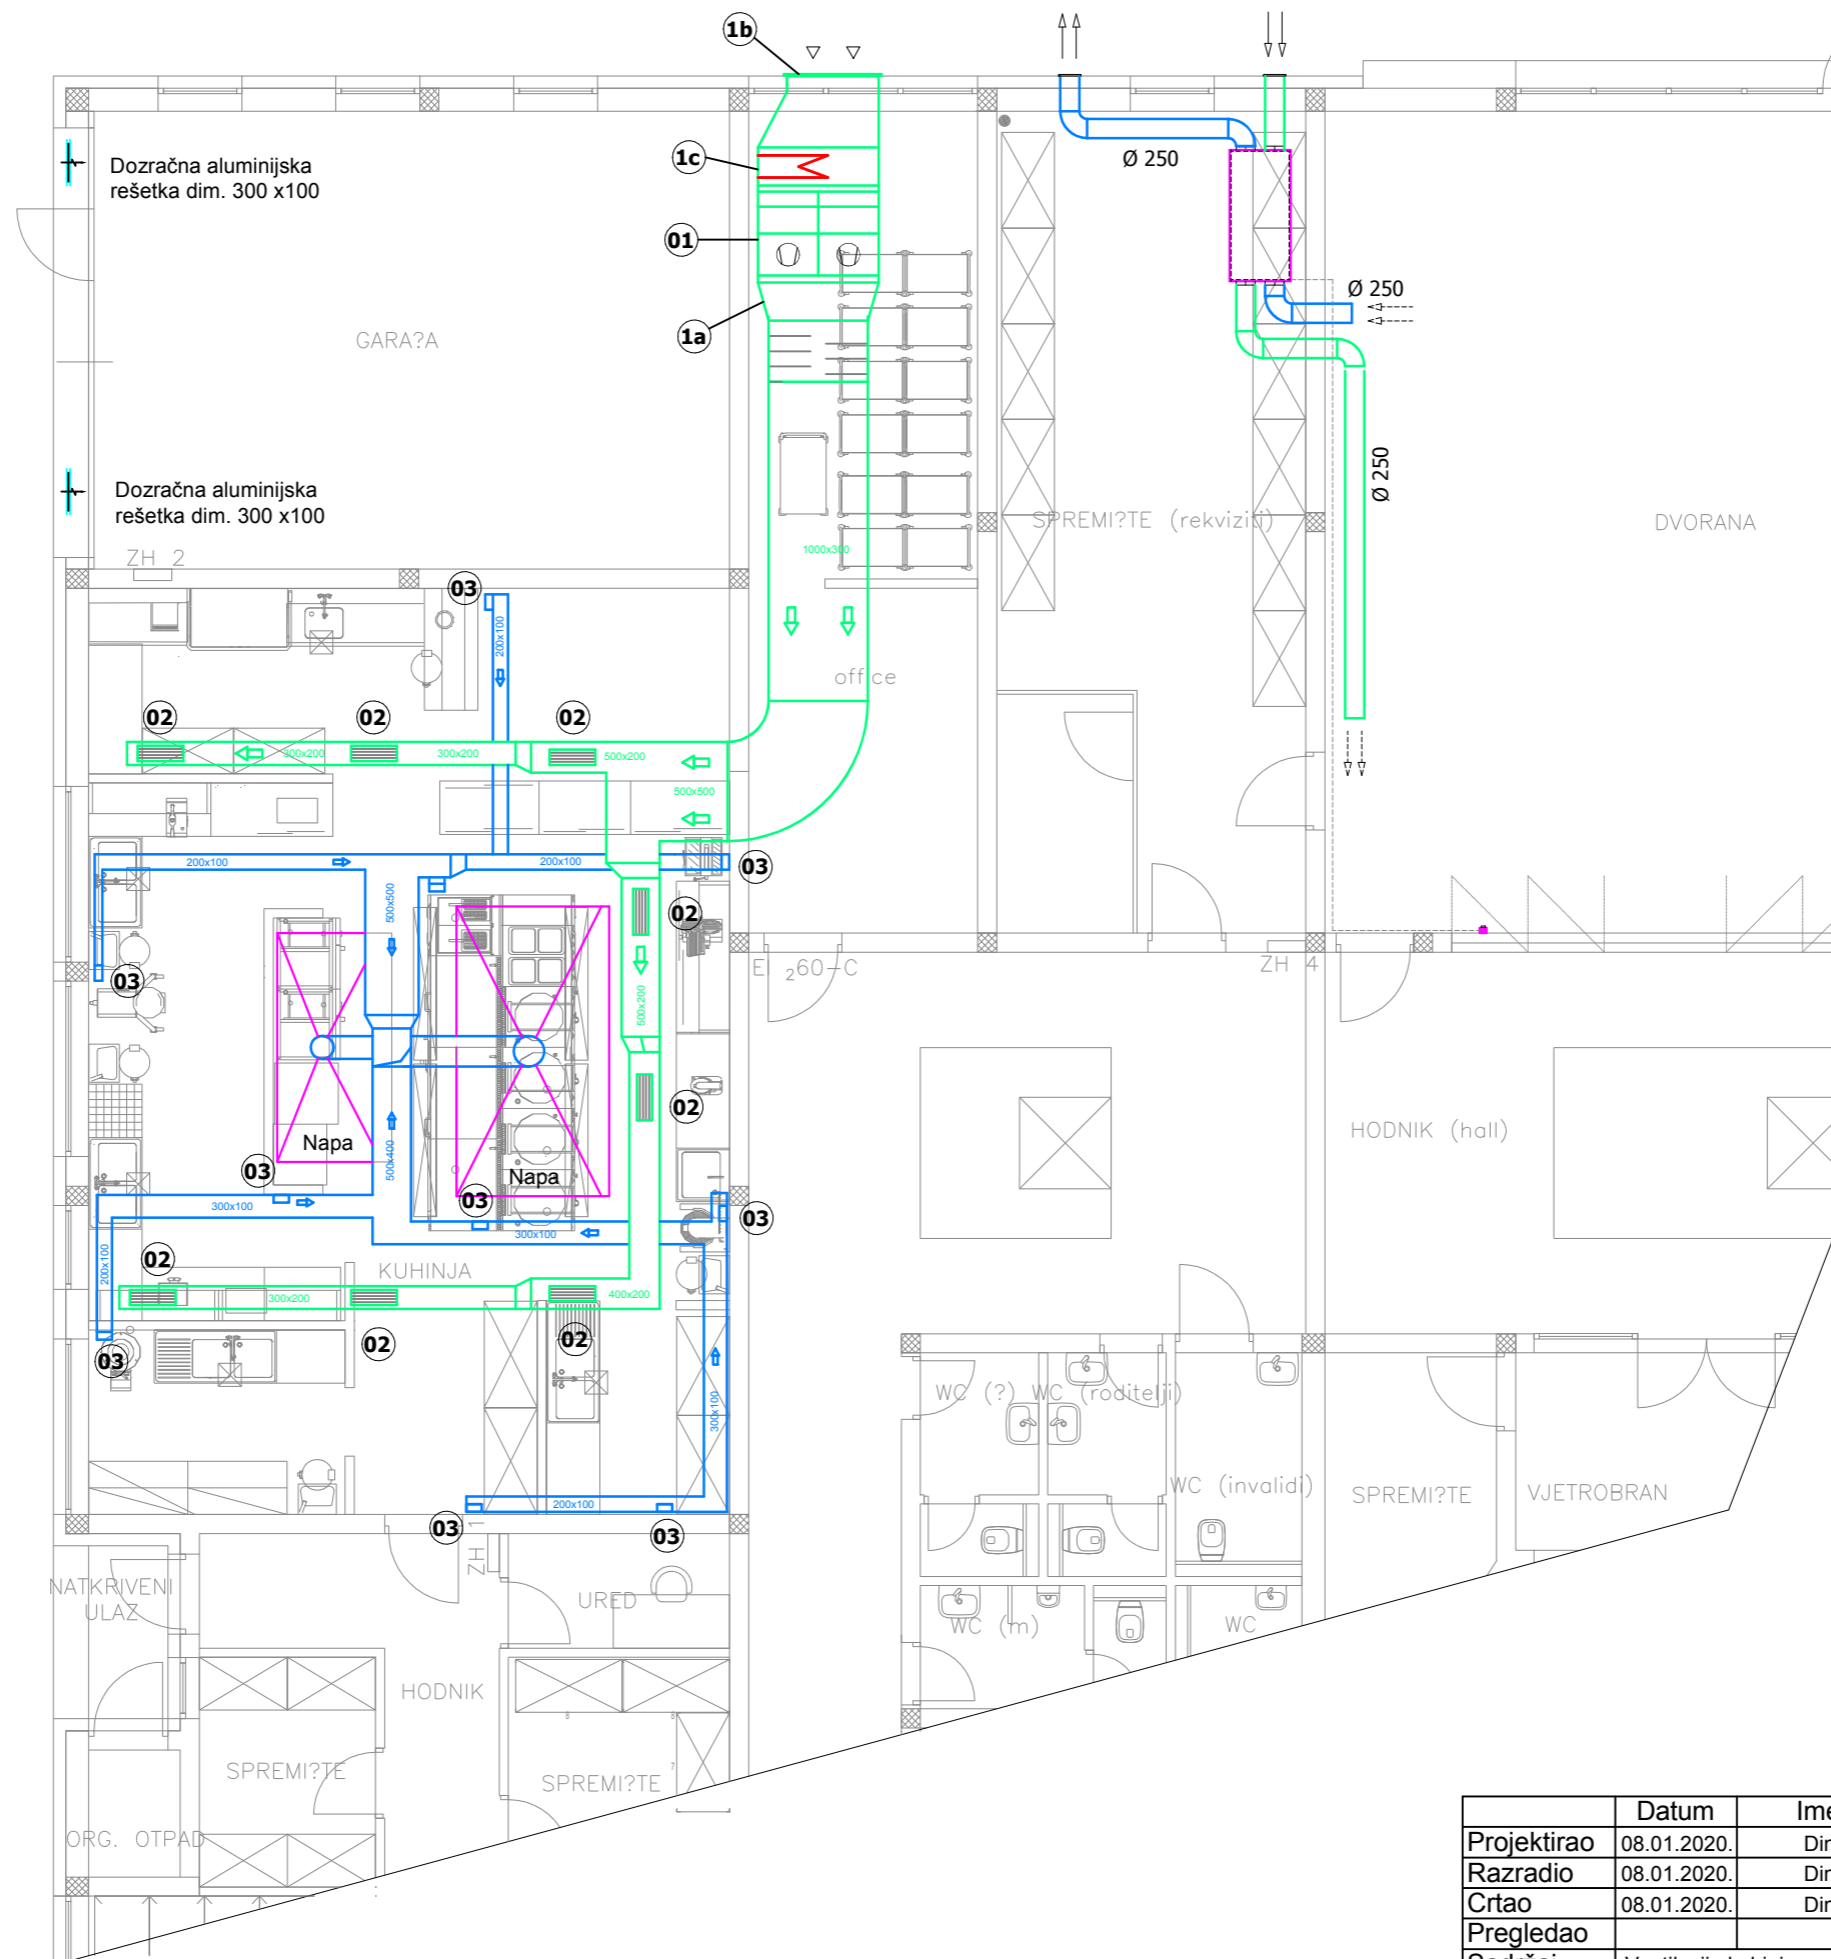 1b
1c
01
1a
Dozračna aluminijska
rešetka dim. 300 x100
Ø 250
Ø 250
Ø 250
GARA?A
Dozračna aluminijska
rešetka dim. 300 x100
SPREMI?TE (rekviziti)
DVORANA
1000x300
ZH 2
03
200x100
office
02
02
02
300x200
300x200
500x200
500x500
200x100
200x100
03
500x500
02
03
EI 260-C
ZH 4
500x200
02
HODNIK (hall)
Napa
Napa
500x400
03
03
03
300x100
300x100
200x100
02
KUHINJA
300x200
400x200
02
02
03
300x100
WC (?)
WC (roditelji)
WC (invalidi)
SPREMI?TE
VJETROBRAN
200x100
03
03
ZH 1
NATKRIVENI
ULAZ
URED
WC (m)
WC
HODNIK
SPREMI?TE
SPREMI?TE
ORG. OTPAD
Datum
Projektirao 08.01.2020.
Razradio 08.01.2020.
Crtao 08.01.2020.
Pregledao